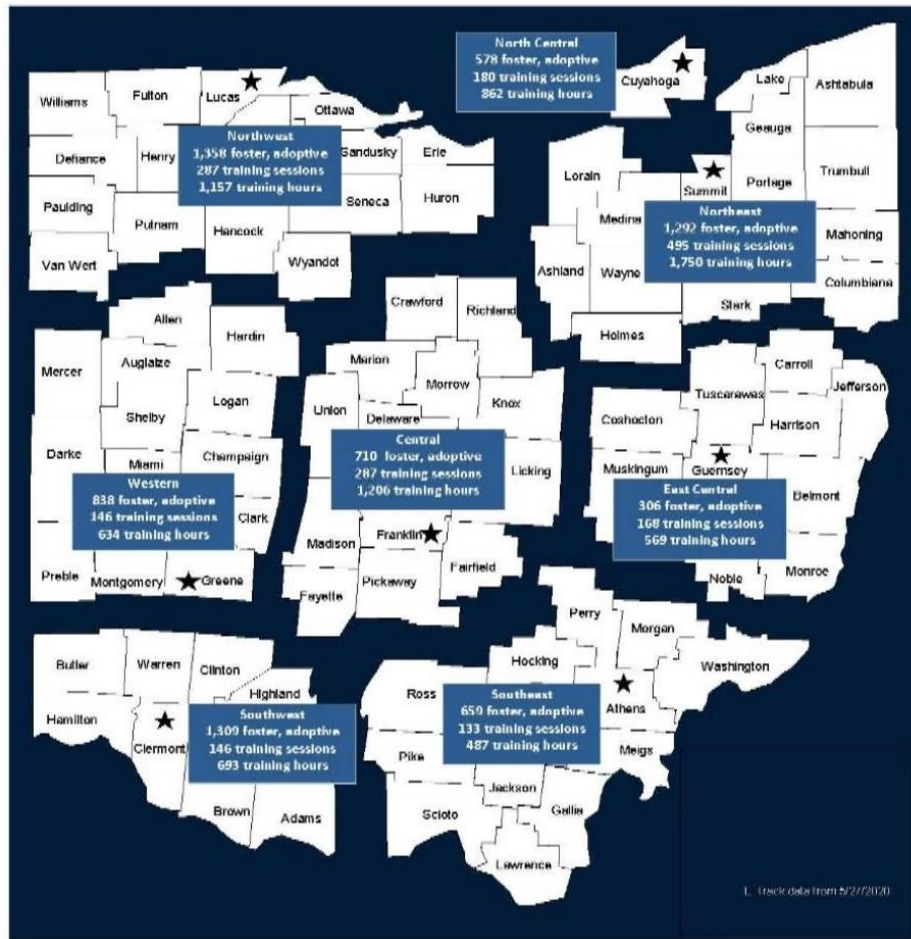 North Central
578 foster, adoptive
180 training sessions
862 training hours
Cuyahoga
Lake
Ashtabula
Geauga
Williams
Fulton
Lucas
Ottawa
Northwest
1,358 foster, adoptive
287 training sessions
1,157 training hours
Defiance
Henry
Sandusky
Erie
Paulding
Putnam
Hancock
Seneca
Huron
Van Wert
Wyandot
Lorain
Summit
Portage
Trumbull
Medina
Northeast
1,292 foster, adoptive
495 training sessions
1,750 training hours
Mahoning
Ashland
Wayne
Stark
Columbiana
Holmes
Crawford
Richland
Allen
Hardin
Marion
Morrow
Mercer
Auglaize
Logan
Union
Delaware
Knox
Shelby
Central
710 foster, adoptive
287 training sessions
1,206 training hours
Darke
Miami
Champaign
Licking
Western
838 foster, adoptive
146 training sessions
634 training hours
Clark
Madison
Franklin
Fairfield
Preble
Montgomery
Greene
Fayette
Pickaway
Carroll
Tuscarawas
Jefferson
Coshocton
Harrison
Muskingum
Guernsey
East Central
306 foster, adoptive
168 training sessions
569 training hours
Belmont
Noble
Monroe
Butler
Warren
Clinton
Highland
Hamilton
Clermont
Southwest
1,309 foster, adoptive
146 training sessions
693 training hours
Brown
Adams
Perry
Morgan
Hocking
Washington
Ross
Southeast
659 foster, adoptive
133 training sessions
487 training hours
Athens
Pike
Meigs
Jackson
Scioto
Gallia
Lawrence
Track data from 5/27/2020